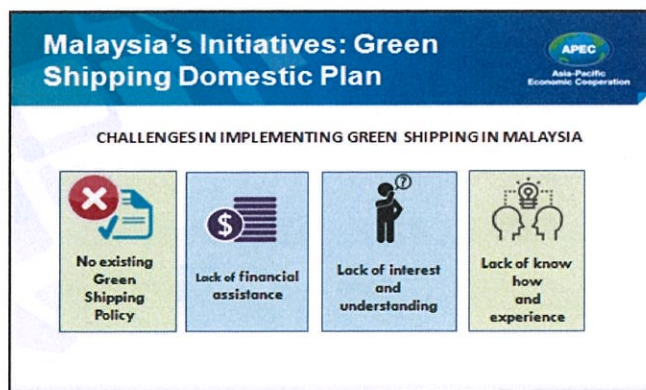 Malaysia's Initiatives: Green
Shipping Domestic Plan
APEC
Asia-Pacific
Economic Cooperation
CHALLENGES IN IMPLEMENTING GREEN SHIPPING IN MALAYSIA
No existing
Green
Shipping
Policy
$
Lack of financial
assistance
?
Lack of interest
and
understanding
Lack of know
how
and
experience